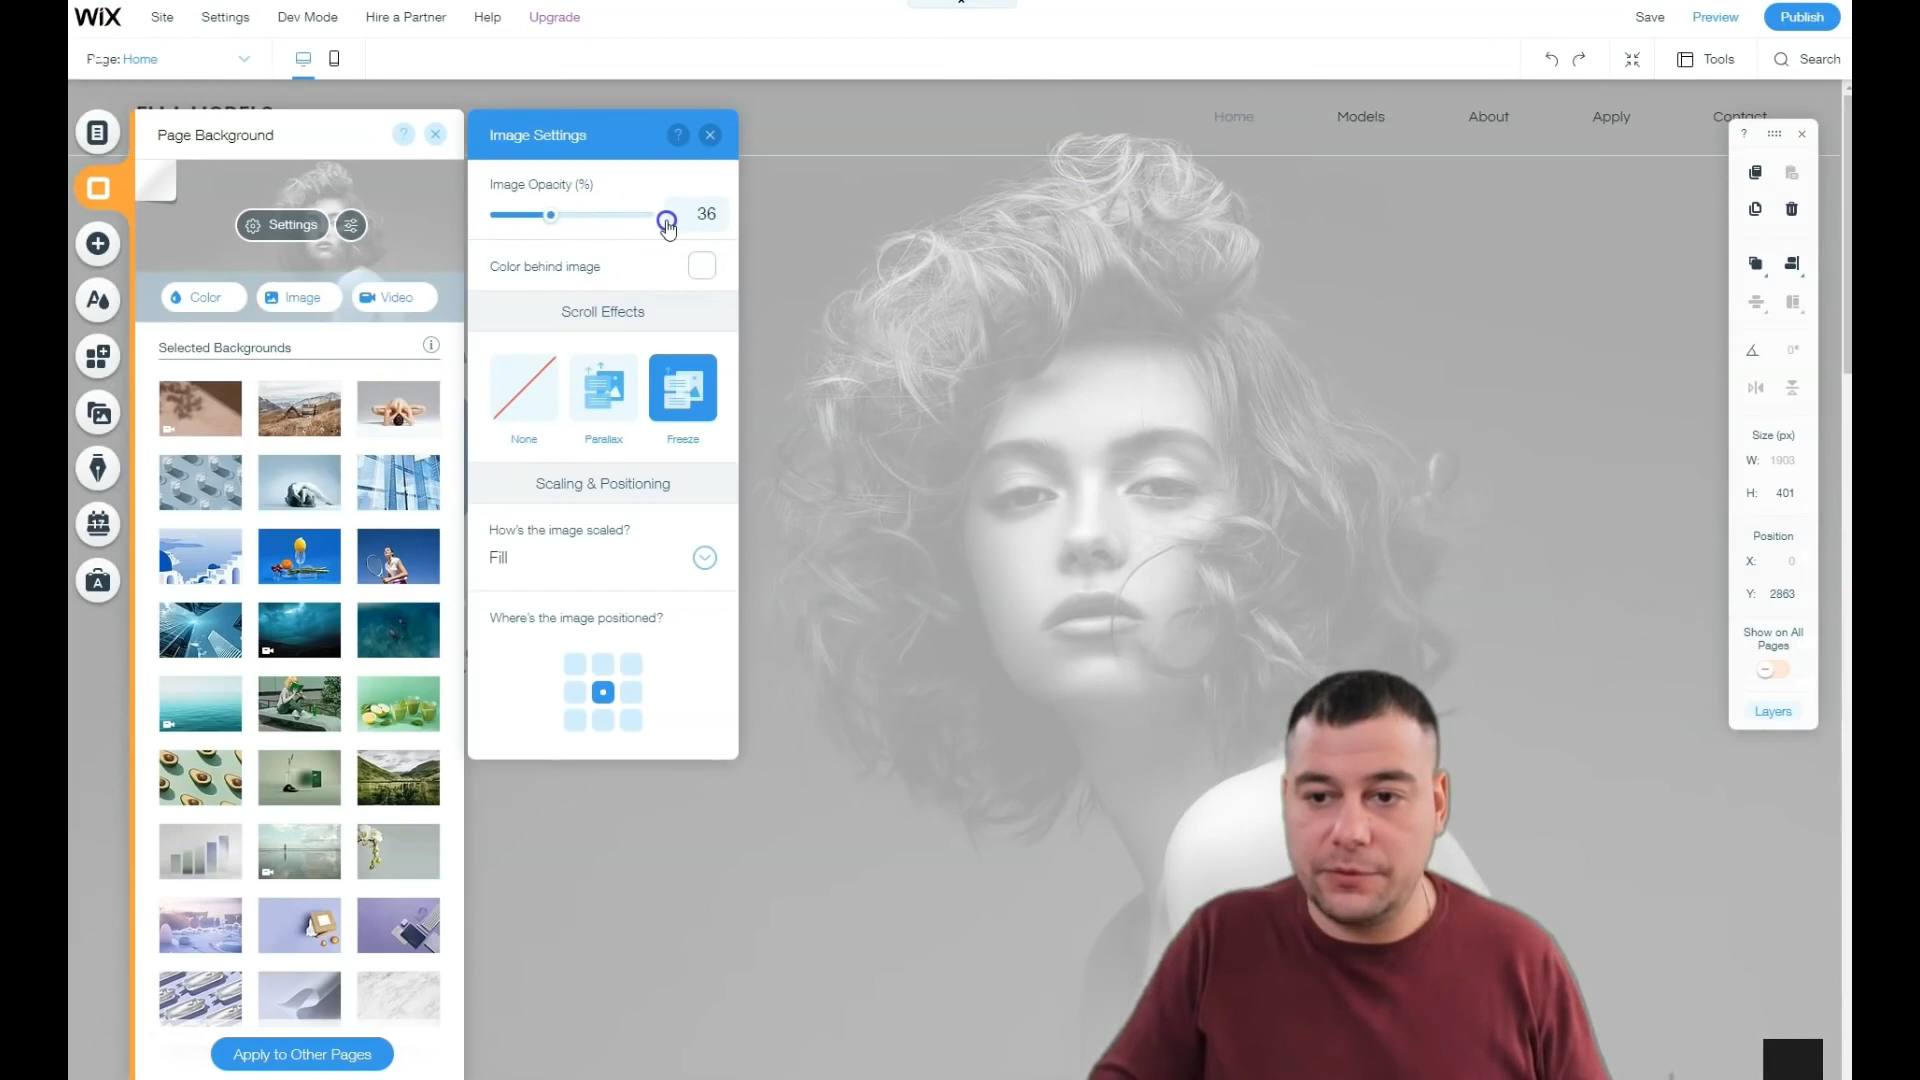 WiX
Site
Settings
Dev Mode
Hire a Partner
Help
Upgrade
Save
Preview
Publish
Page: Home
Tools
Search
Home
Models
About
Apply
Contact
Page Background
?
Settings
Color
Image
Video
Selected Backgrounds
Apply to Other Pages
Image Settings
?
Image Opacity (%)
36
Color behind image
Scroll Effects
None
Parallax
Freeze
Scaling & Positioning
How's the image scaled?
Fill
Where's the image positioned?
17
A
?
0°
Size (px)
W: 1903
H: 401
Position
X: 0
Y: 2863
Show on All
Pages
Layers